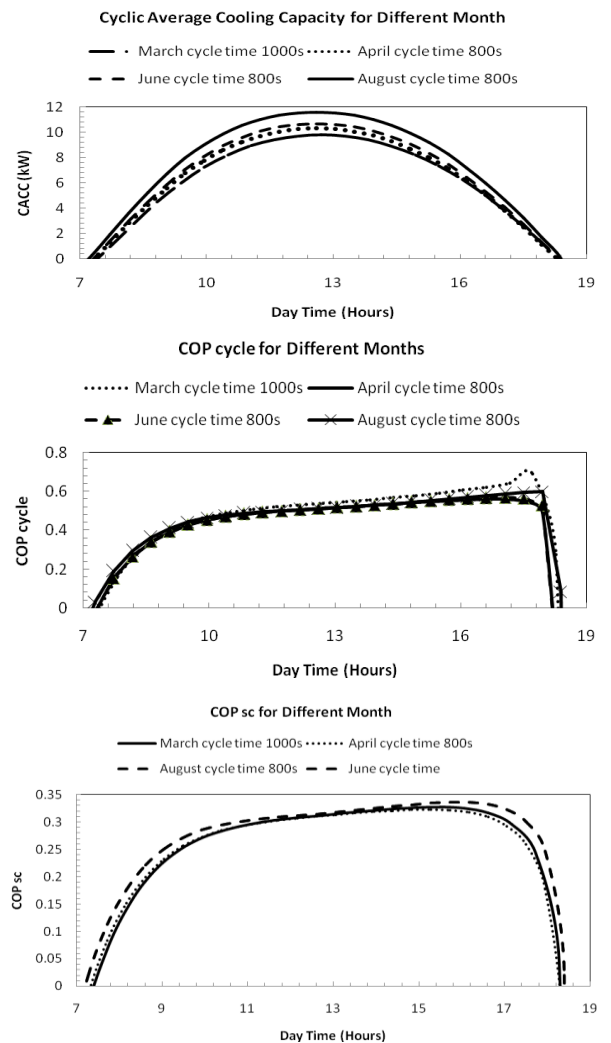 Cyclic Average Cooling Capacity for Different Month
March cycle time 1000s April cycle time 800s
June cycle time 800s August cycle time 800s
12
10
8
6
4
2
0
CACC(kW)
7 10 13 16 19
Day Time (Hours)
COP cycle for Different Months
March cycle time 1000s April cycle time 800s
June cycle time 800s August cycle time 800s
0.8
0.6
0.4
0.2
0
COP cycle
7 10 13 16 19
Day Time (Hours)
COP sc for Different Month
March cycle time 1000s April cycle time 800s
August cycle time 800s June cycle time
0.35
0.3
0.25
0.2
0.15
0.1
0.05
0
COP sc
7 9 11 13 15 17 19
Day Time (Hours)